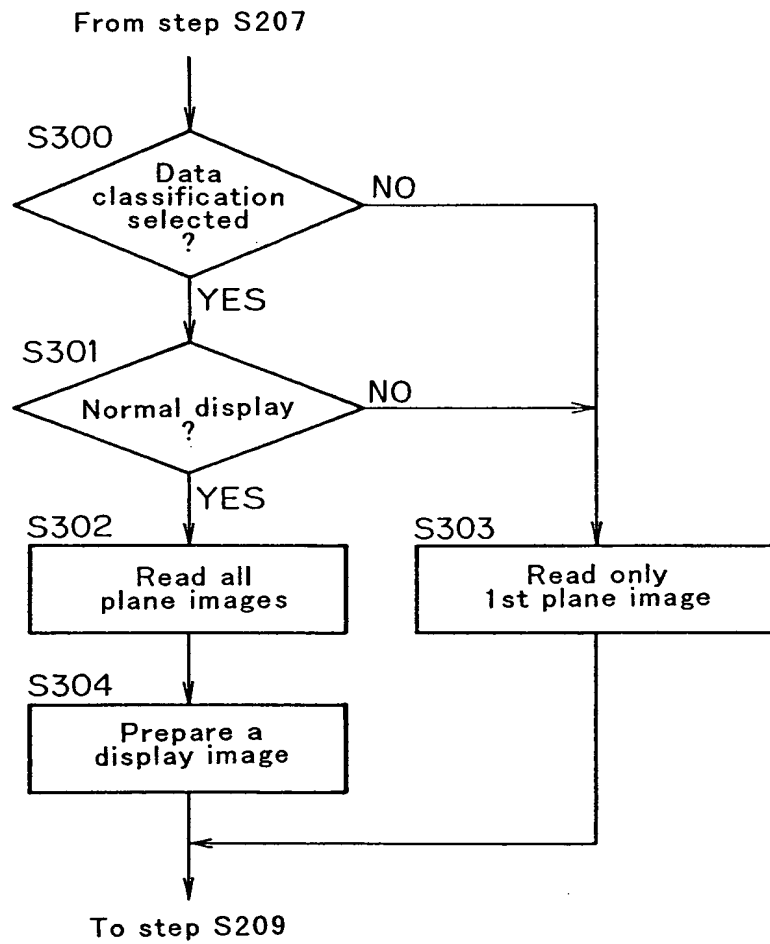 From step S207
S300
Data
classification
selected
?
NO
YES
S301
Normal display
?
NO
YES
S302
Read all
plane images
S303
Read only
1st plane image
S304
Prepare a
display image
To step S209